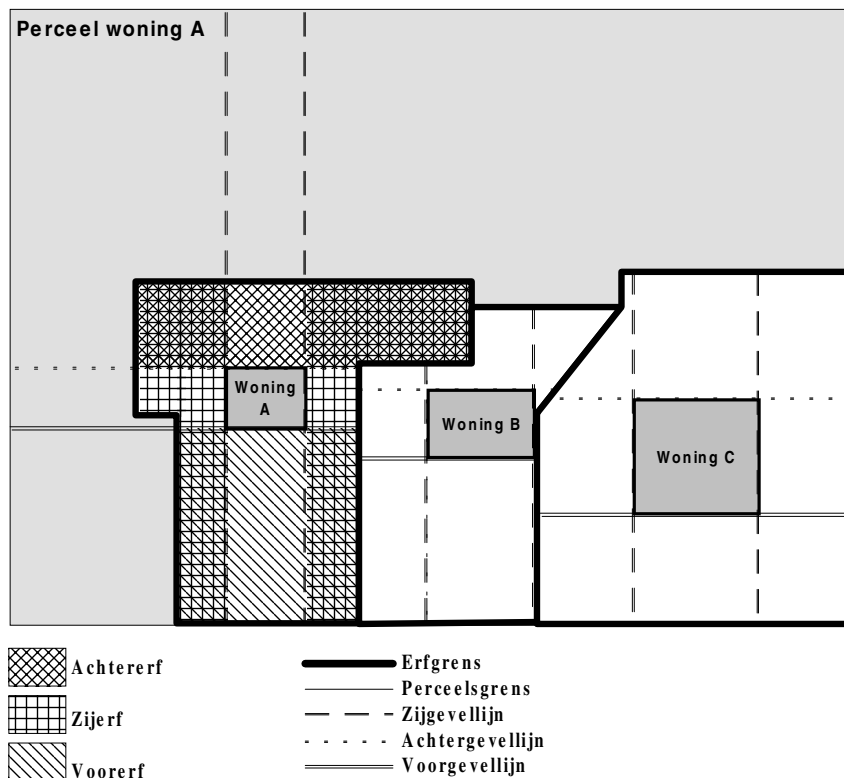 Perceel woning A
Woning
A
Woning B
Woning C
Achtererf
Zijerf
Voorerf
Erfgrens
Perceelsgrens
Zijgevellijn
Achtergevellijn
Voorgevellijn